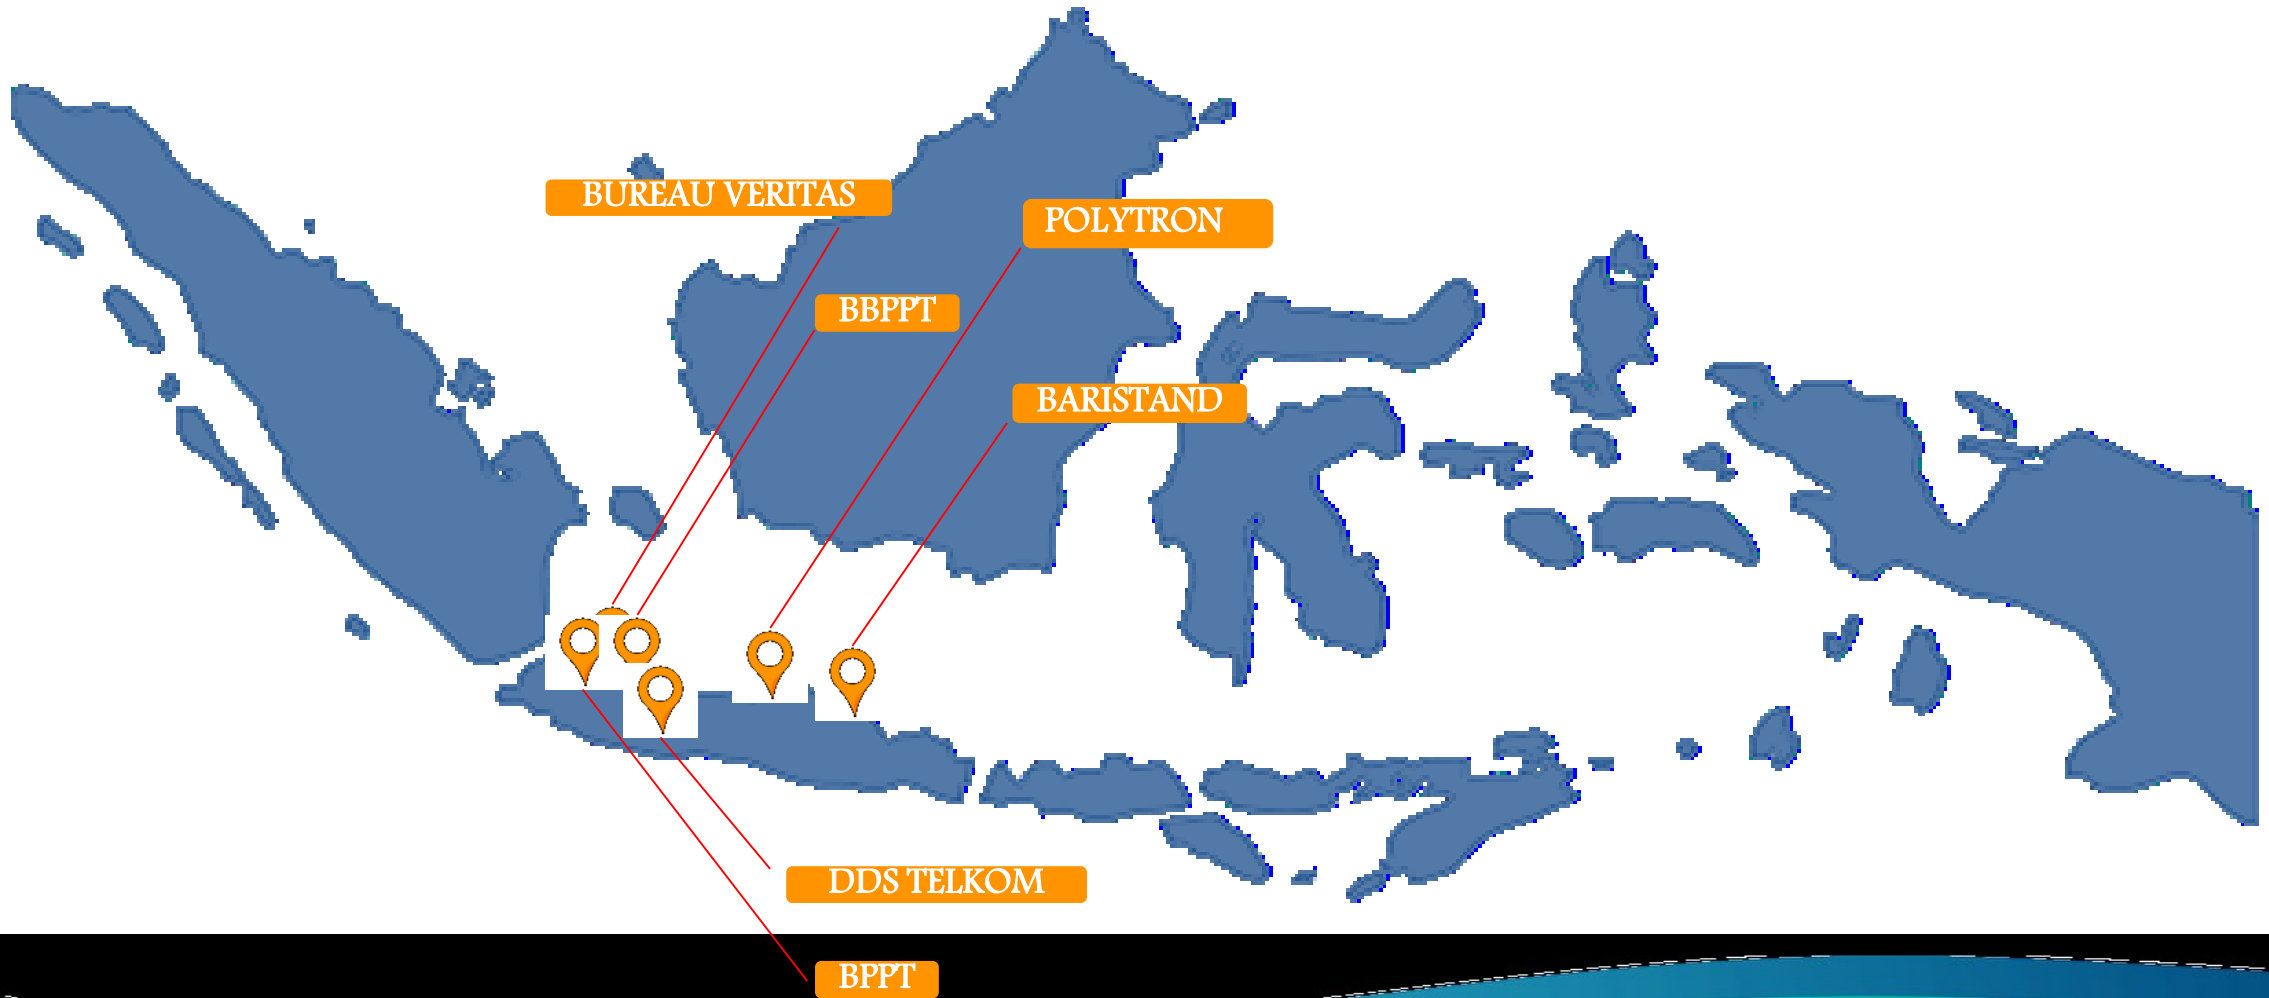 BUREAU VERITAS
POLYTRON
BBPPT
BARISTAND
DDS TELKOM
BPPT